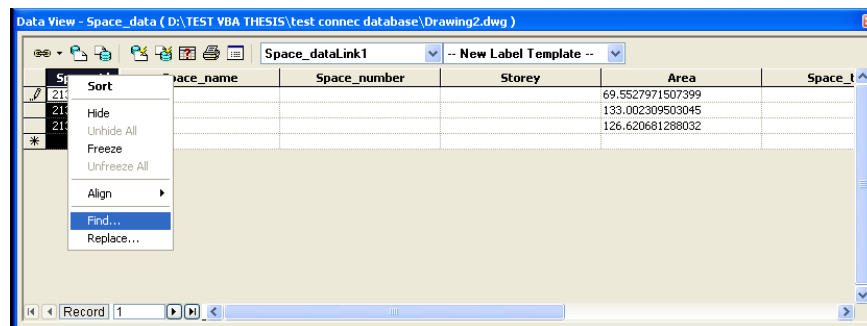 Data View - Space_data ( D:\TEST VBA THESIS\test connec database\Drawing2.dwg )
Space_dataLink1 -- New Label Template --
Space_number Storey Area
Sort
69.5527971507399
Hide
133.002309503045
Unhide All
126.620681288032
Freeze
Unfreeze All
Align
Find...
Replace...
Record 1